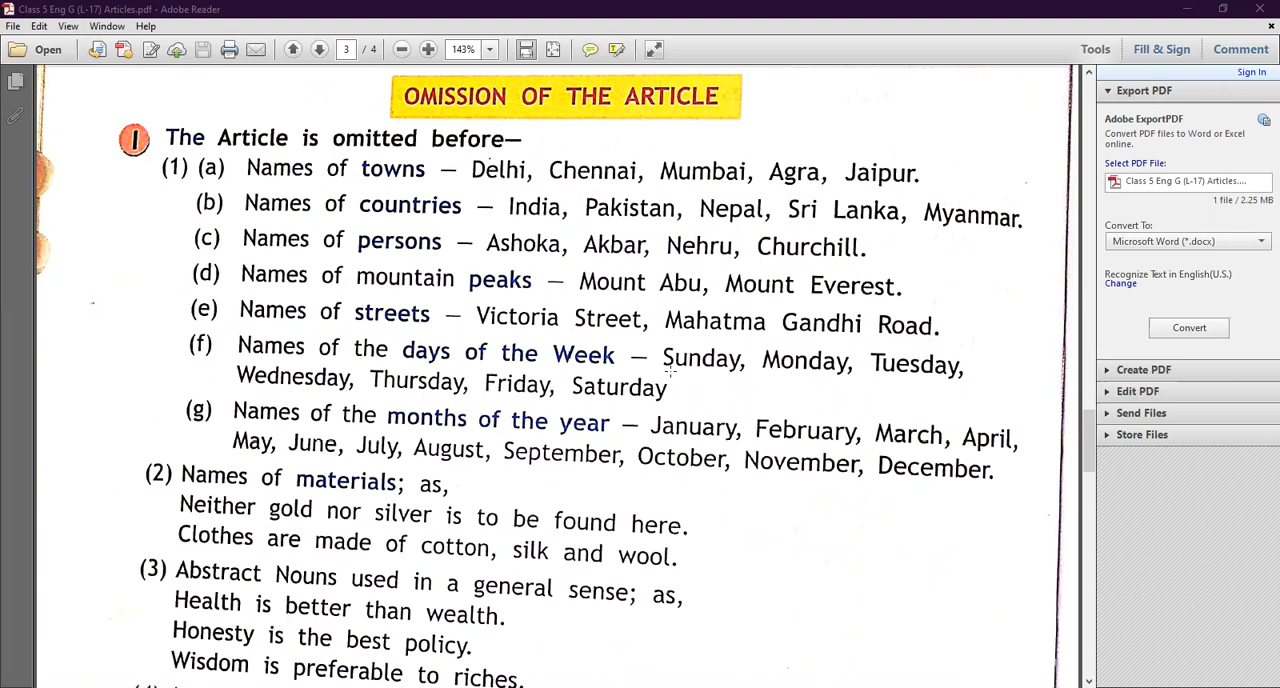 Class 5 Eng G (L-17) Articles.pdf - Adobe Reader
File Edit View Window Help
Open 3 / 4 143% Tools Fill & Sign Comment
Sign In
Export PDF
Adobe ExportPDF
Convert PDF files to Word or Excel
online.
Select PDF File:
Class 5 Eng G (L-17) Articles....
1 file / 2.25 MB
Convert To:
Microsoft Word (*.docx)
Recognize Text in English(U.S.)
Change
Convert
Create PDF
Edit PDF
Send Files
Store Files
OMISSION OF THE ARTICLE
1 The Article is omitted before—
(1) (a) Names of towns — Delhi, Chennai, Mumbai, Agra, Jaipur.
(b) Names of countries — India, Pakistan, Nepal, Sri Lanka, Myanmar.
(c) Names of persons — Ashoka, Akbar, Nehru, Churchill.
(d) Names of mountain peaks — Mount Abu, Mount Everest.
(e) Names of streets — Victoria Street, Mahatma Gandhi Road.
(f) Names of the days of the Week — Sunday, Monday, Tuesday,
Wednesday, Thursday, Friday, Saturday
(g) Names of the months of the year — January, February, March, April,
May, June, July, August, September, October, November, December.
(2) Names of materials; as,
Neither gold nor silver is to be found here.
Clothes are made of cotton, silk and wool.
(3) Abstract Nouns used in a general sense; as,
Health is better than wealth.
Honesty is the best policy.
Wisdom is preferable to riches.